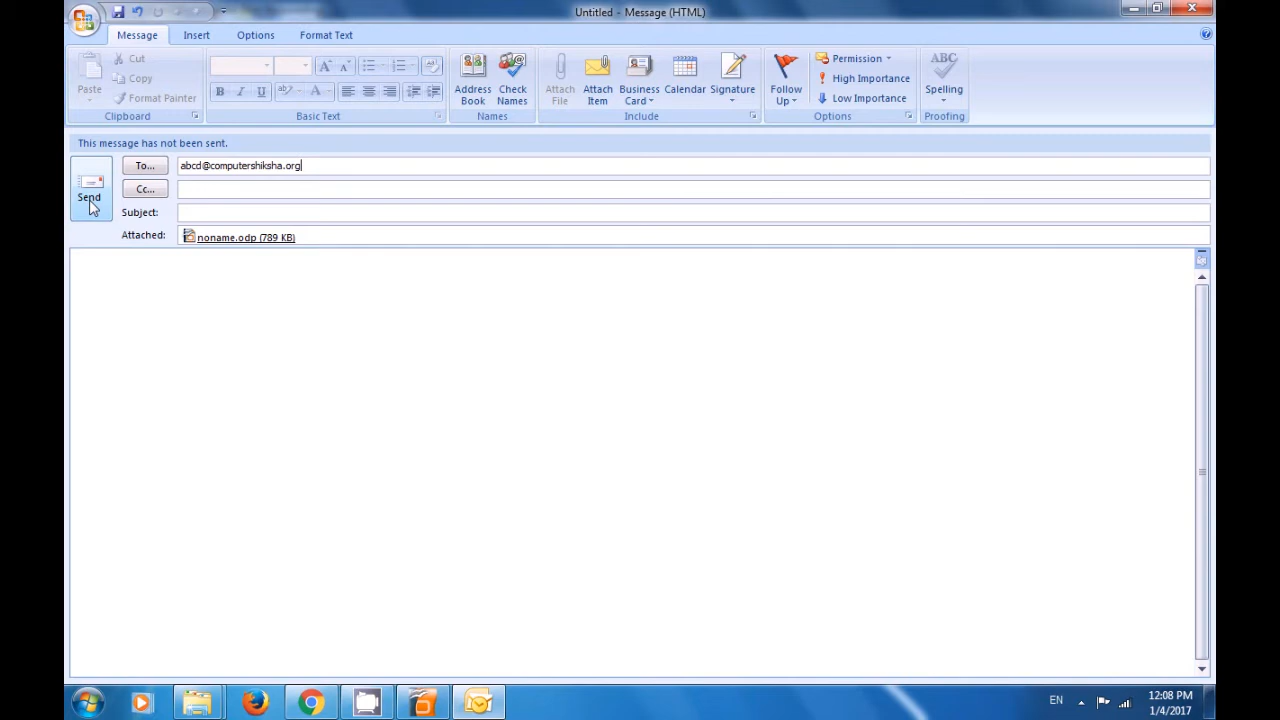 Untitled - Message (HTML)
Message Insert Options Format Text
Paste
Cut
Copy
Format Painter
Clipboard
B I U
Basic Text
Address Book
Check Names
Names
Attach File
Attach Item
Business Card
Calendar
Signature
Include
Follow Up
Permission
High Importance
Low Importance
Options
ABC
Spelling
Proofing
This message has not been sent.
Send
To... abcd@computershiksha.org
Cc...
Subject:
Attached: noname.odp (789 KB)
EN
12:08 PM
1/4/2017